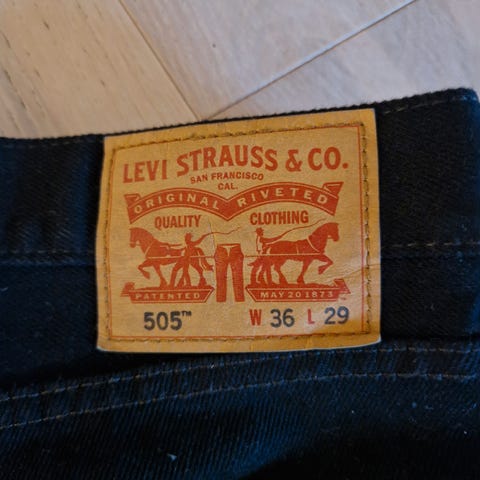 LEVI STRAUSS & CO.
SAN FRANCISCO
CAL.
ORIGINAL RIVETED
QUALITY CLOTHING
PATENTED MAY 20 1873
505™ W 36 L 29